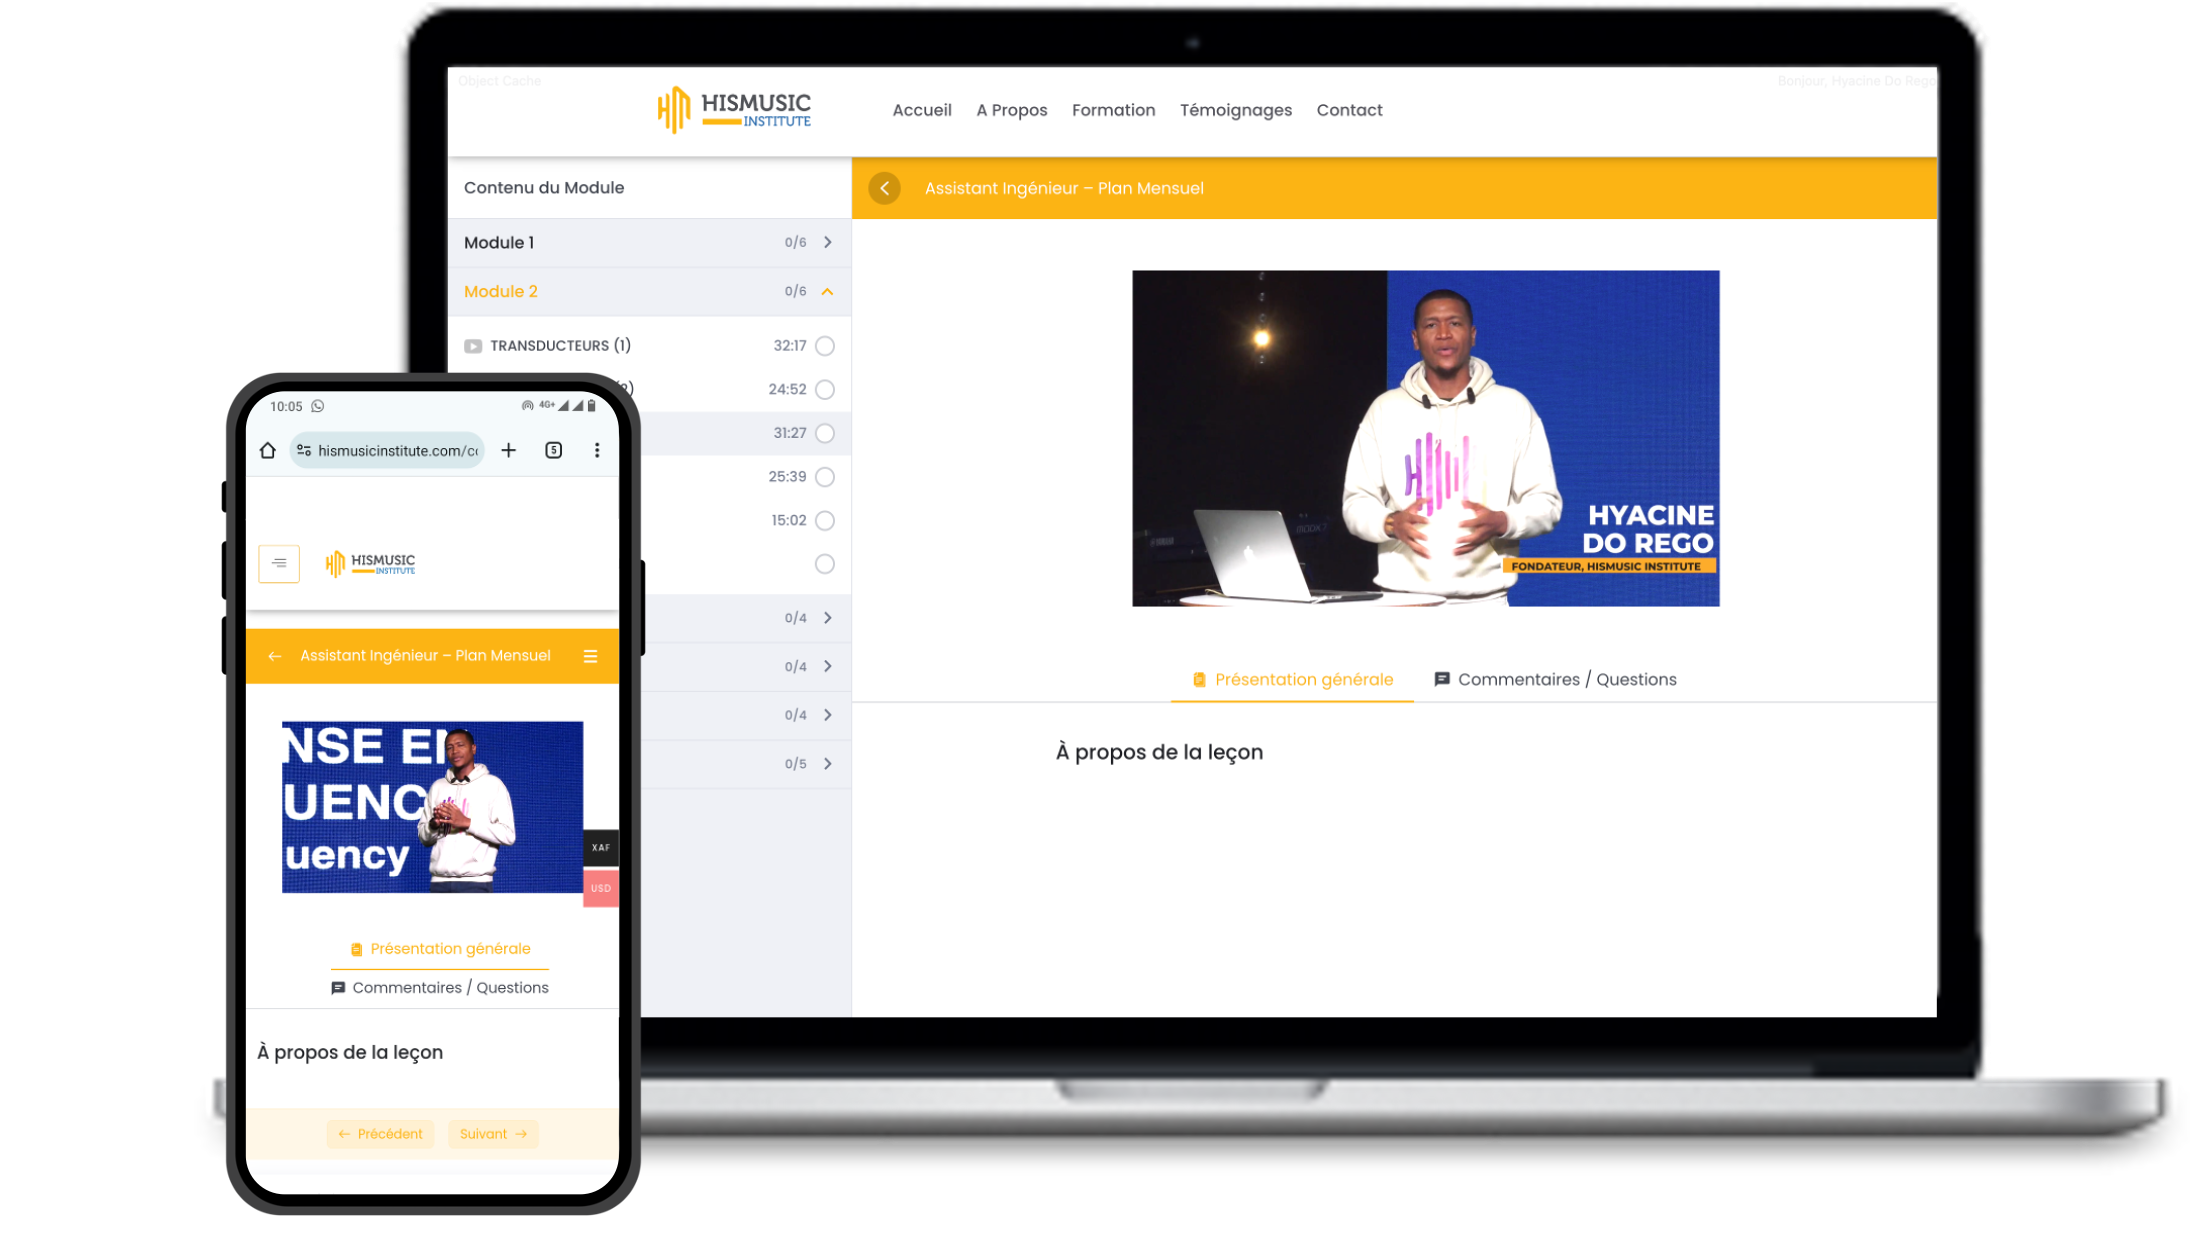 Object Cache
Bonjour, Hyacine Do Rego
HISMUSIC
INSTITUTE
Accueil A Propos Formation Témoignages Contact
Contenu du Module
Assistant Ingénieur – Plan Mensuel
Module 1 0/6
Module 2 0/6
TRANSDUCTEURS (1) 32:17
24:52
31:27
25:39
15:02
0/4
0/4
0/4
0/5
HYACINE
DO REGO
FONDATEUR, HISMUSIC INSTITUTE
Présentation générale Commentaires / Questions
À propos de la leçon
10:05 4G+
hismusicinstitute.com/c
5
HISMUSIC
INSTITUTE
Assistant Ingénieur – Plan Mensuel
NSE EN
UENC
uency
XAF
USD
Présentation générale
Commentaires / Questions
À propos de la leçon
← Précédent Suivant →